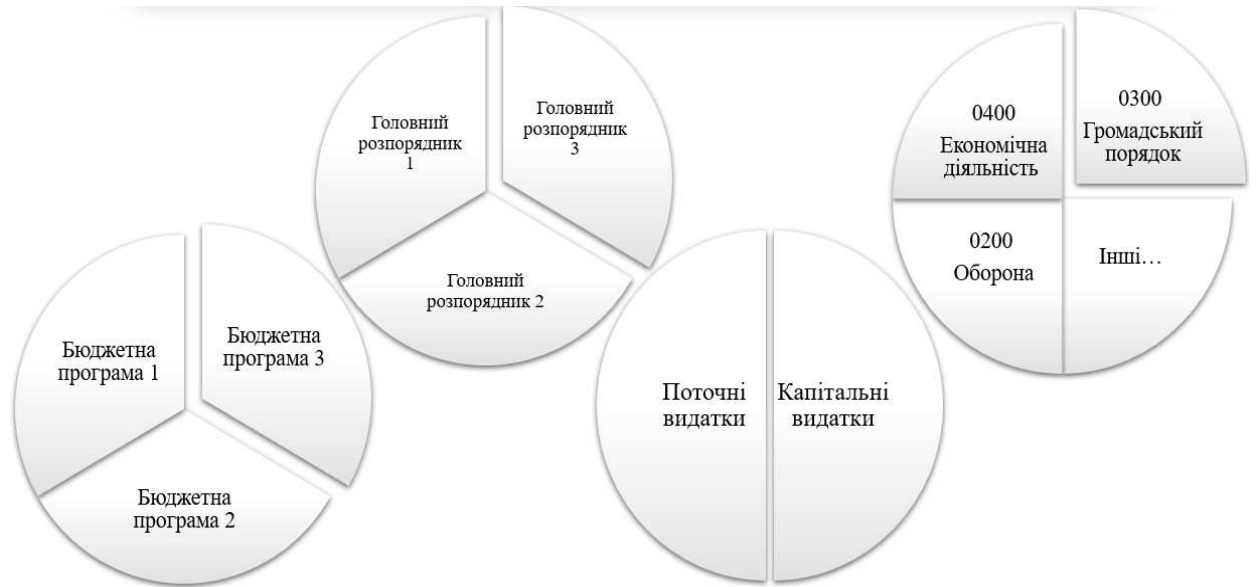 Бюджетна
програма 1
Бюджетна
програма 3
Бюджетна
програма 2
Головний
розпорядник
1
Головний
розпорядник
3
Головний
розпорядник 2
Поточні
видатки
Капітальні
видатки
0400
Економічна
діяльність
0300
Громадський
порядок
0200
Оборона
Інші…